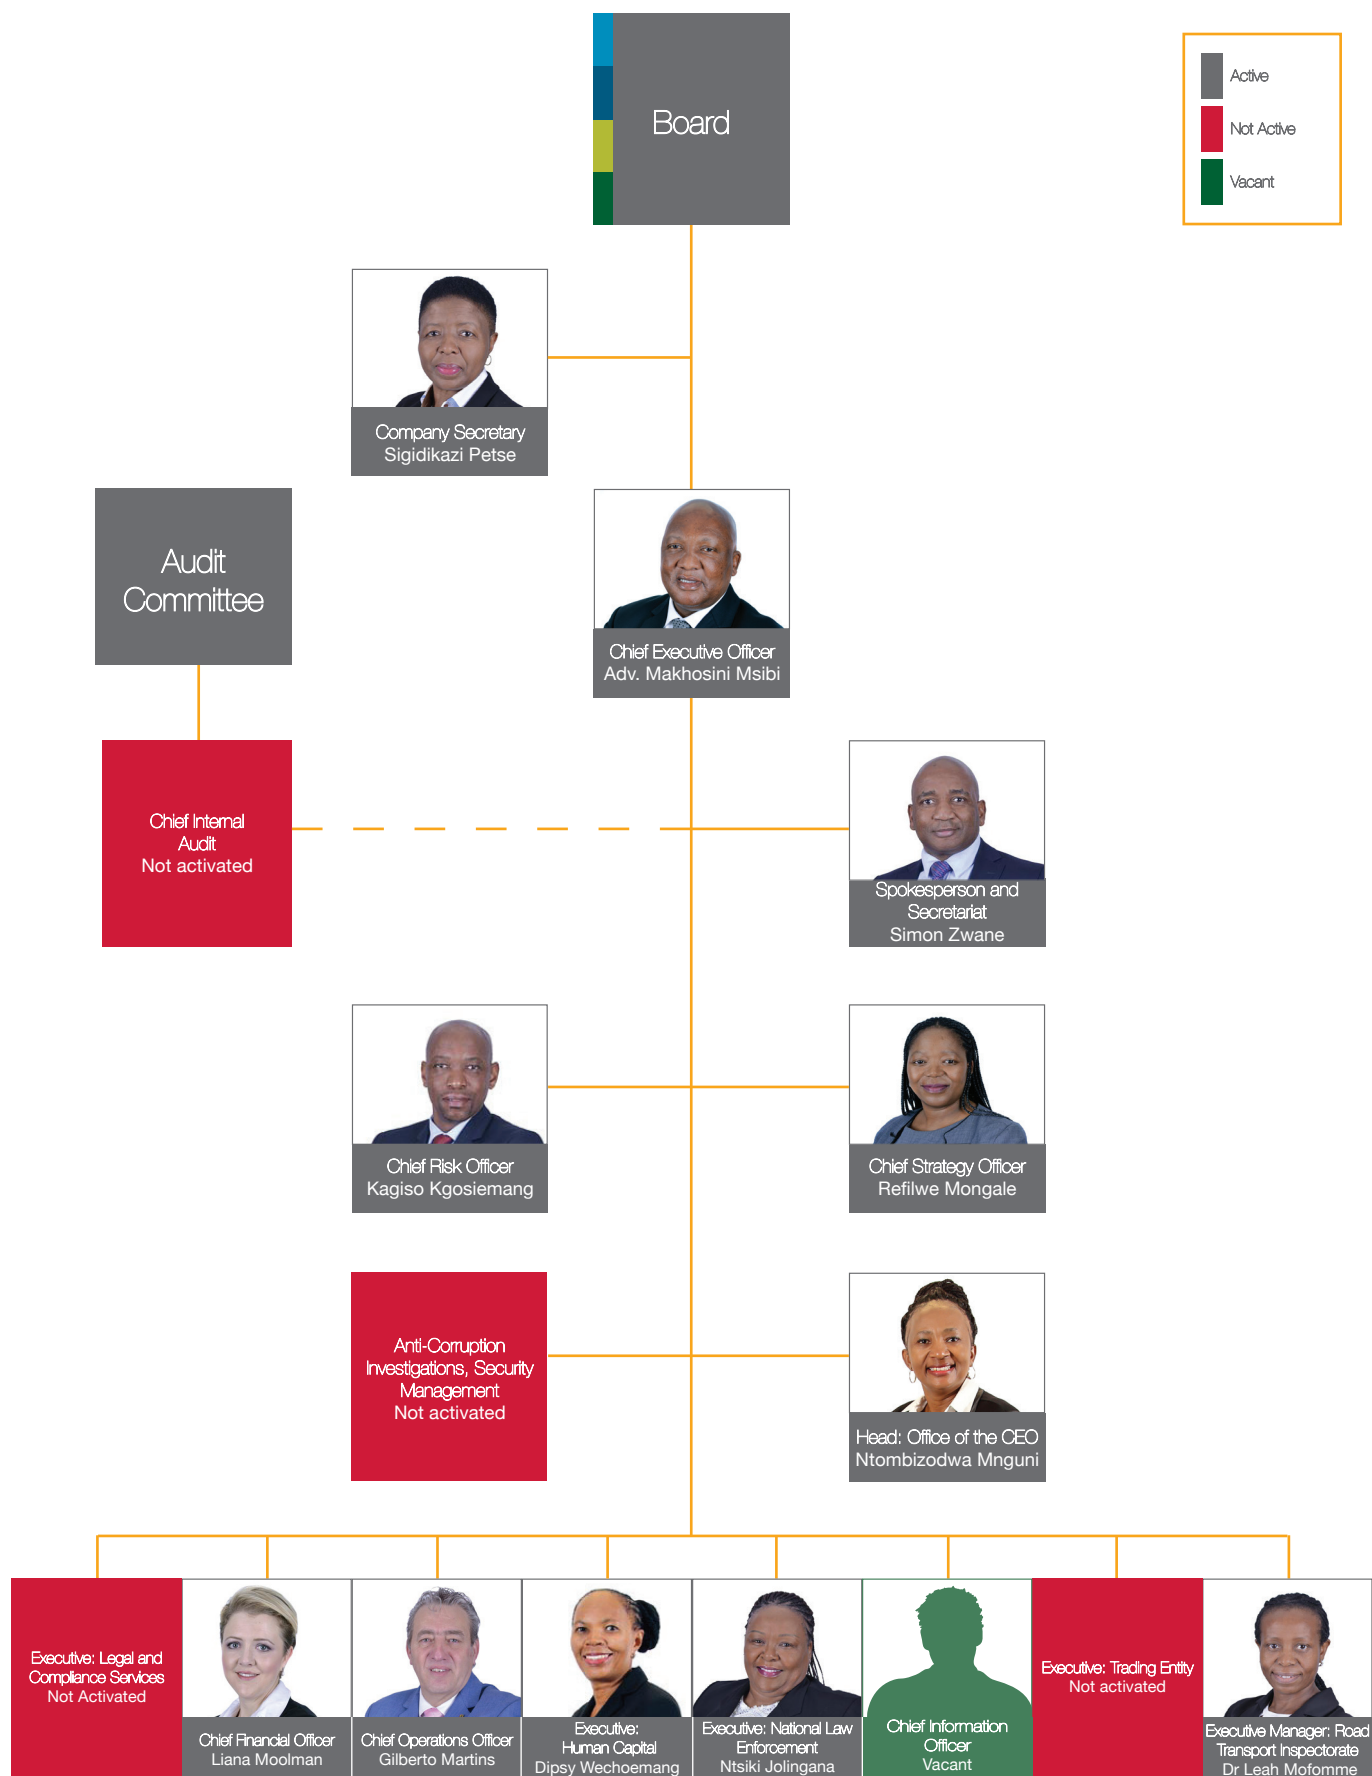 Board
Active
Not Active
Vacant
Company Secretary
Sigidikazi Petse
Audit
Committee
Chief Executive Officer
Adv. Makhosini Msibi
Chief Internal
Audit
Not activated
Spokesperson and
Secretariat
Simon Zwane
Chief Risk Officer
Kagiso Kgosiemang
Chief Strategy Officer
Refilwe Mongale
Anti-Corruption
Investigations, Security
Management
Not activated
Head: Office of the CEO
Ntombizodwa Mnguni
Executive: Legal and
Compliance Services
Not Activated
Chief Financial Officer
Liana Moolman
Chief Operations Officer
Gilberto Martins
Executive:
Human Capital
Dipsy Wechoemang
Executive: National Law
Enforcement
Ntsiki Jolingana
Chief Information
Officer
Vacant
Executive: Trading Entity
Not activated
Executive Manager: Road
Transport Inspectorate
Dr Leah Mofomme